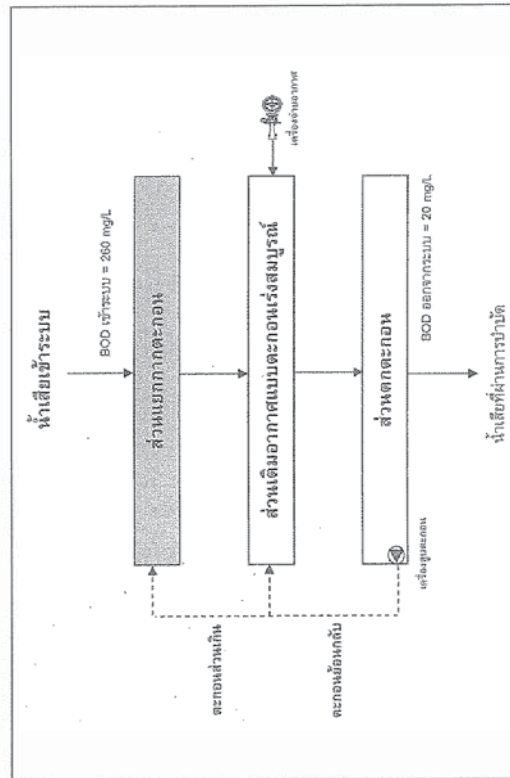 น้ำเสียเข้าระบบ
BOD เข้าระบบ = 260 mg/L
ส่วนแยกกากตะกอน
ส่วนเติมอากาศแบบตะกอนเร่งสมบูรณ์
เครื่องจ่ายอากาศ
ส่วนตกตะกอน
เครื่องสูบตะกอน
BOD ออกจากระบบ = 20 mg/L
น้ำเสียที่ผ่านการบำบัด
ตะกอนส่วนเกิน
ตะกอนย้อนกลับ